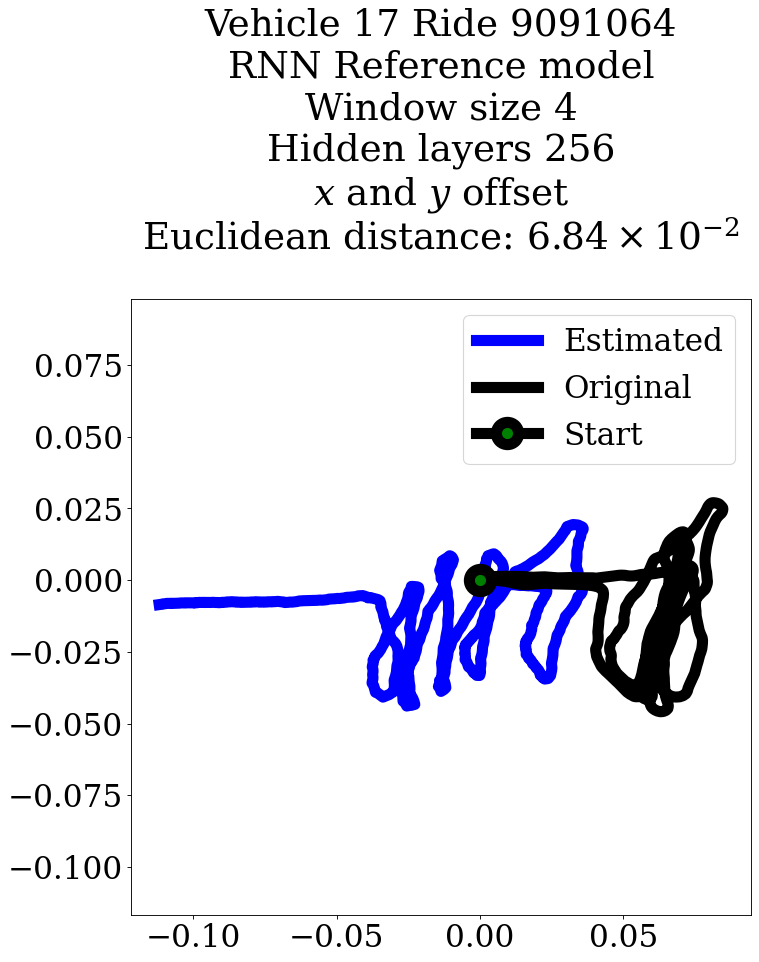 Vehicle 17 Ride 9091064
RNN Reference model
Window size 4
Hidden layers 256
x and y offset
Euclidean distance: 6.84 × 10⁻²
Estimated
Original
Start
0.075
0.050
0.025
0.000
−0.025
−0.050
−0.075
−0.100
−0.10 −0.05 0.00 0.05